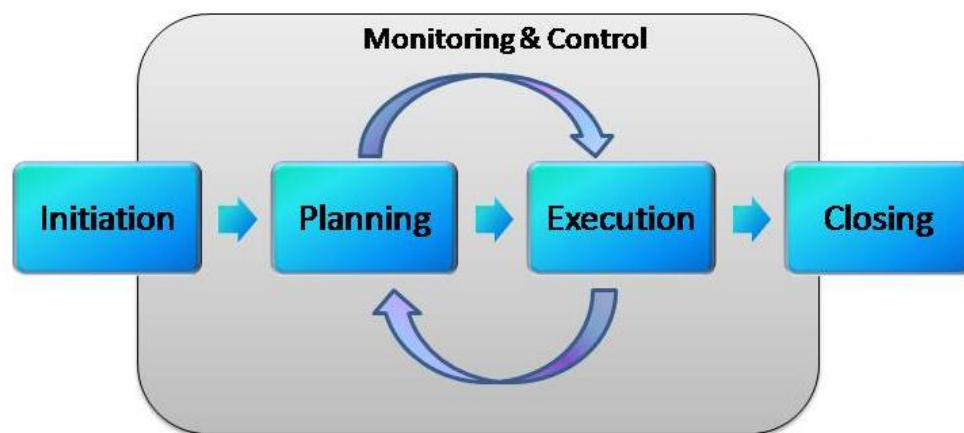 Monitoring & Control
Initiation
Planning
Execution
Closing